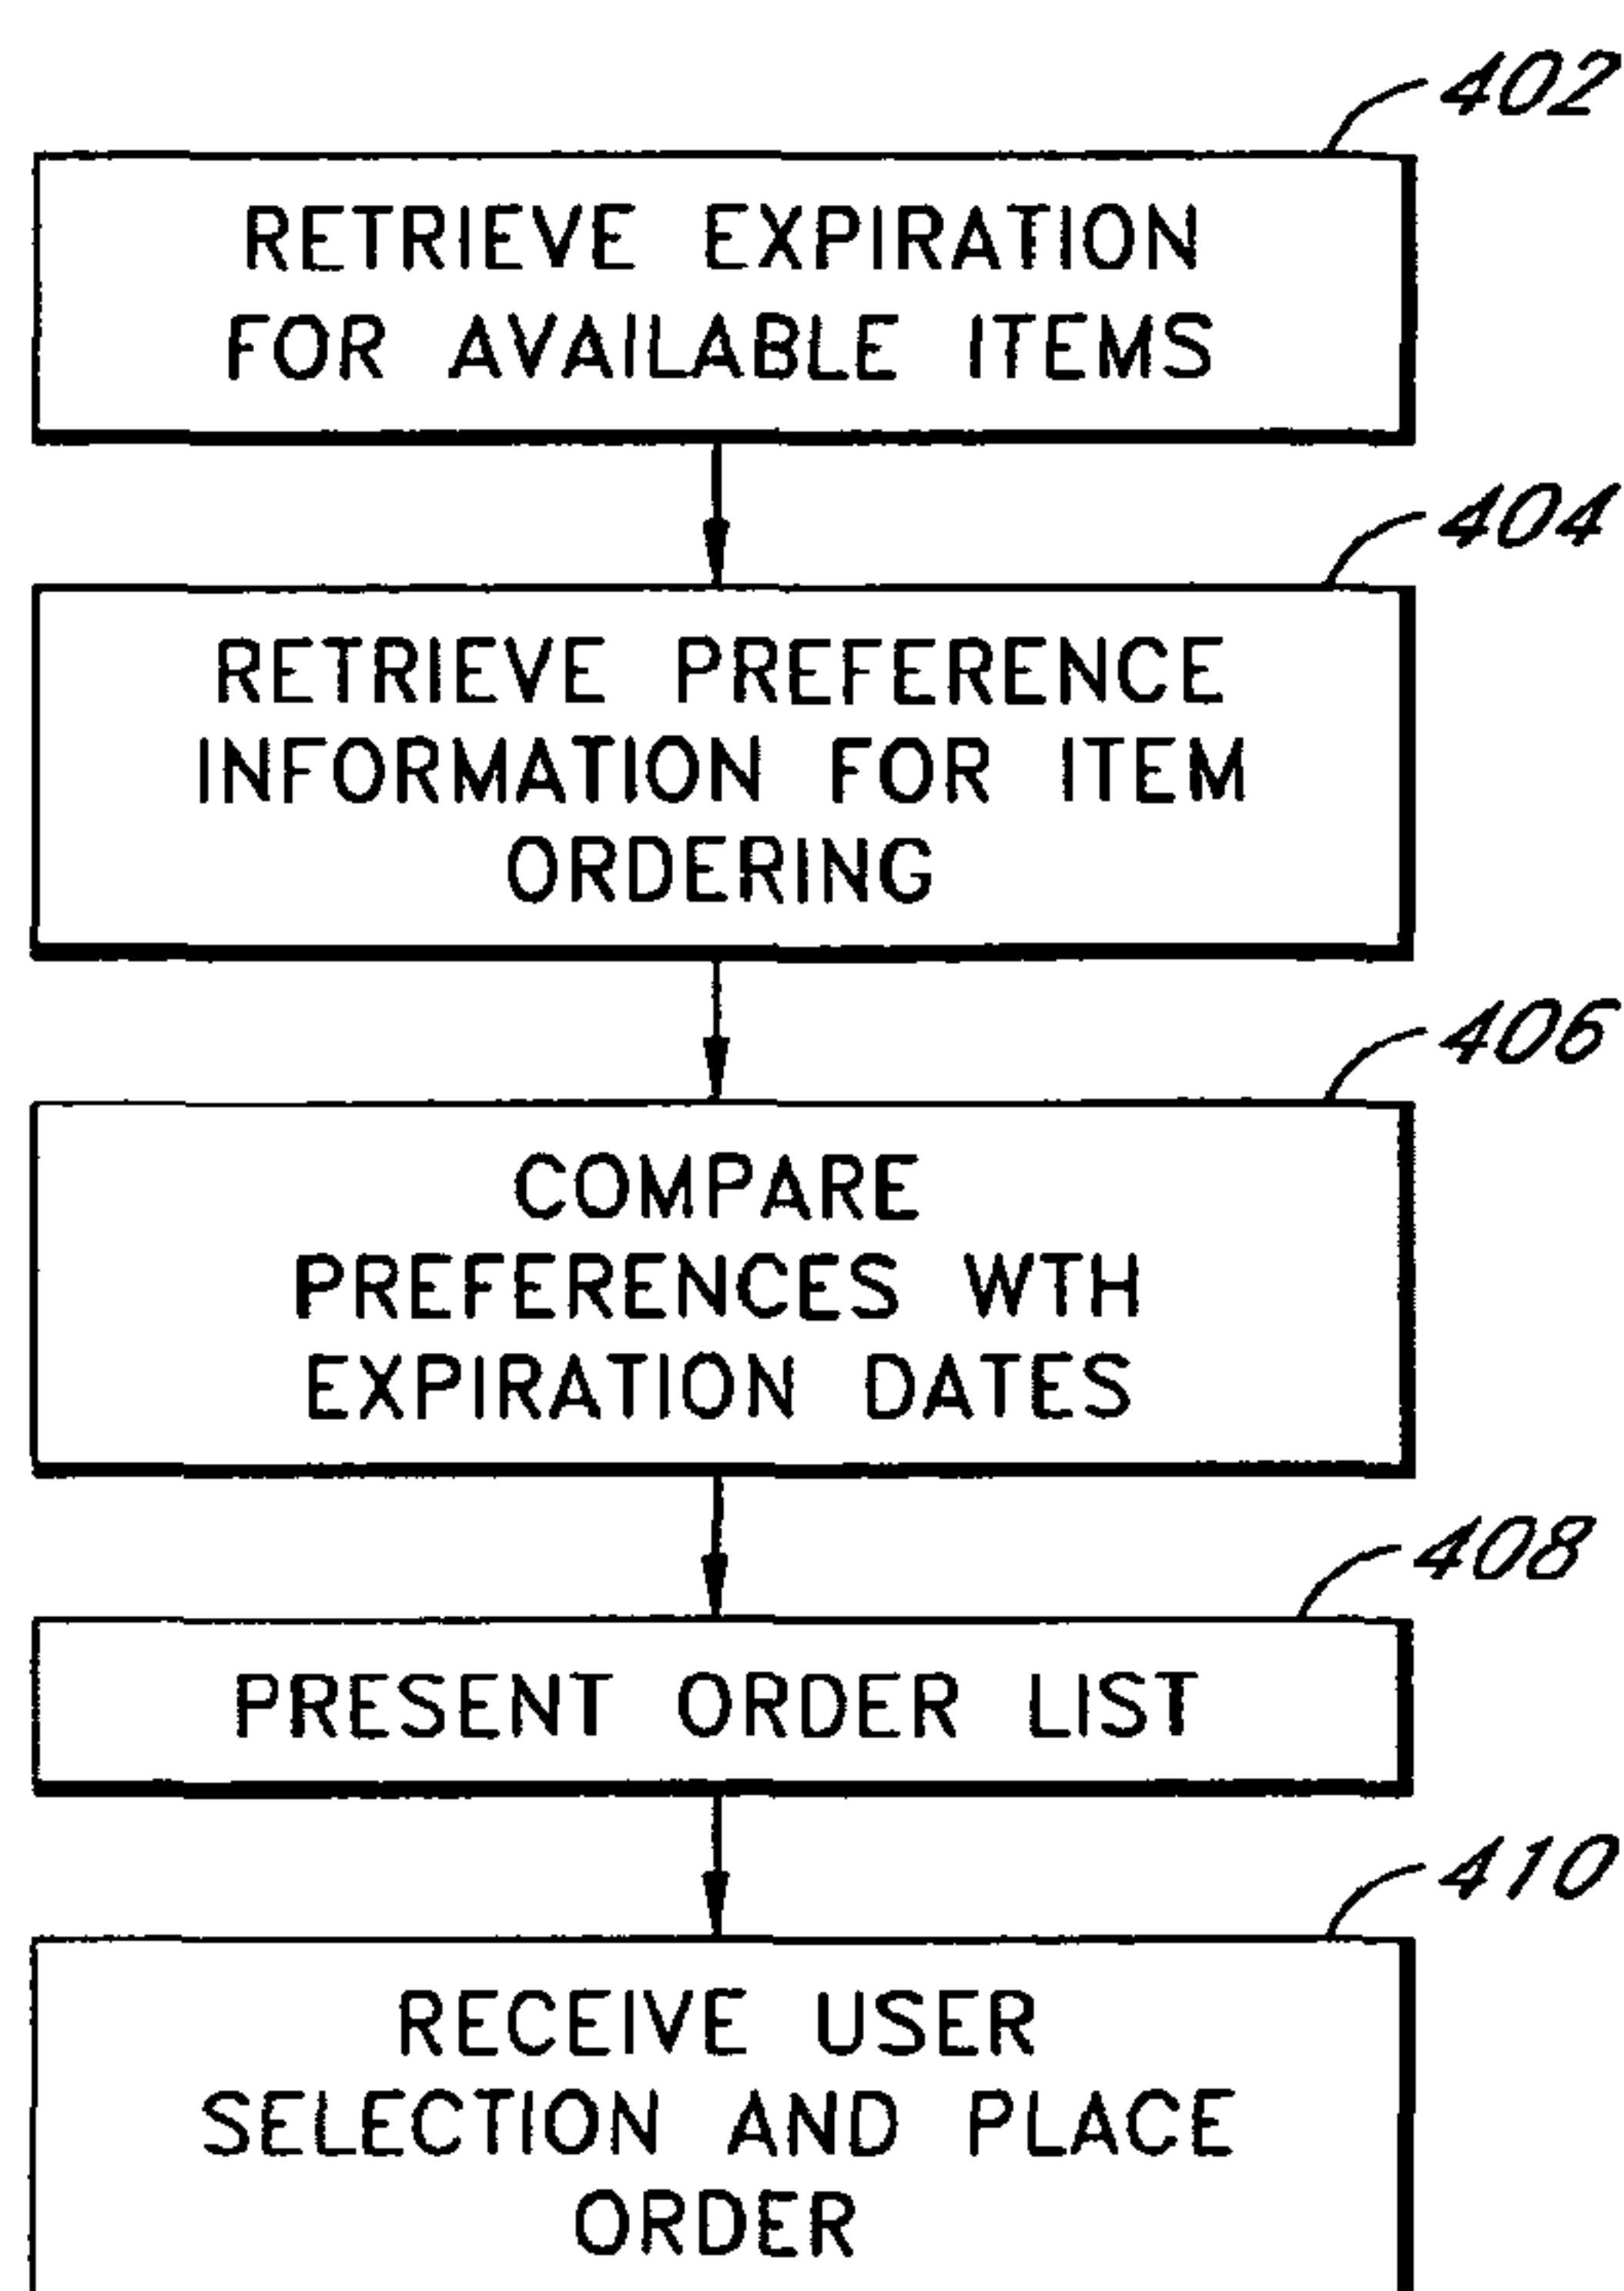 402
RETRIEVE EXPIRATION
FOR AVAILABLE ITEMS
404
RETRIEVE PREFERENCE
INFORMATION FOR ITEM
ORDERING
406
COMPARE
PREFERENCES WTH
EXPIRATION DATES
408
PRESENT ORDER LIST
410
RECEIVE USER
SELECTION AND PLACE
ORDER